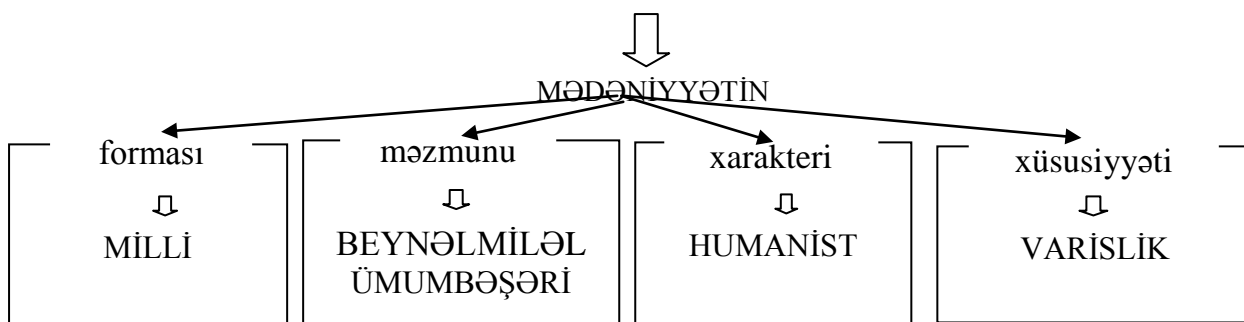 MƏDƏNİYYƏTİN
forması
məzmunu
xarakteri
xüsusiyyəti
MİLLİ
BEYNƏLMİLƏL
ÜMUMBƏŞƏRİ
HUMANİST
VARİSLİK